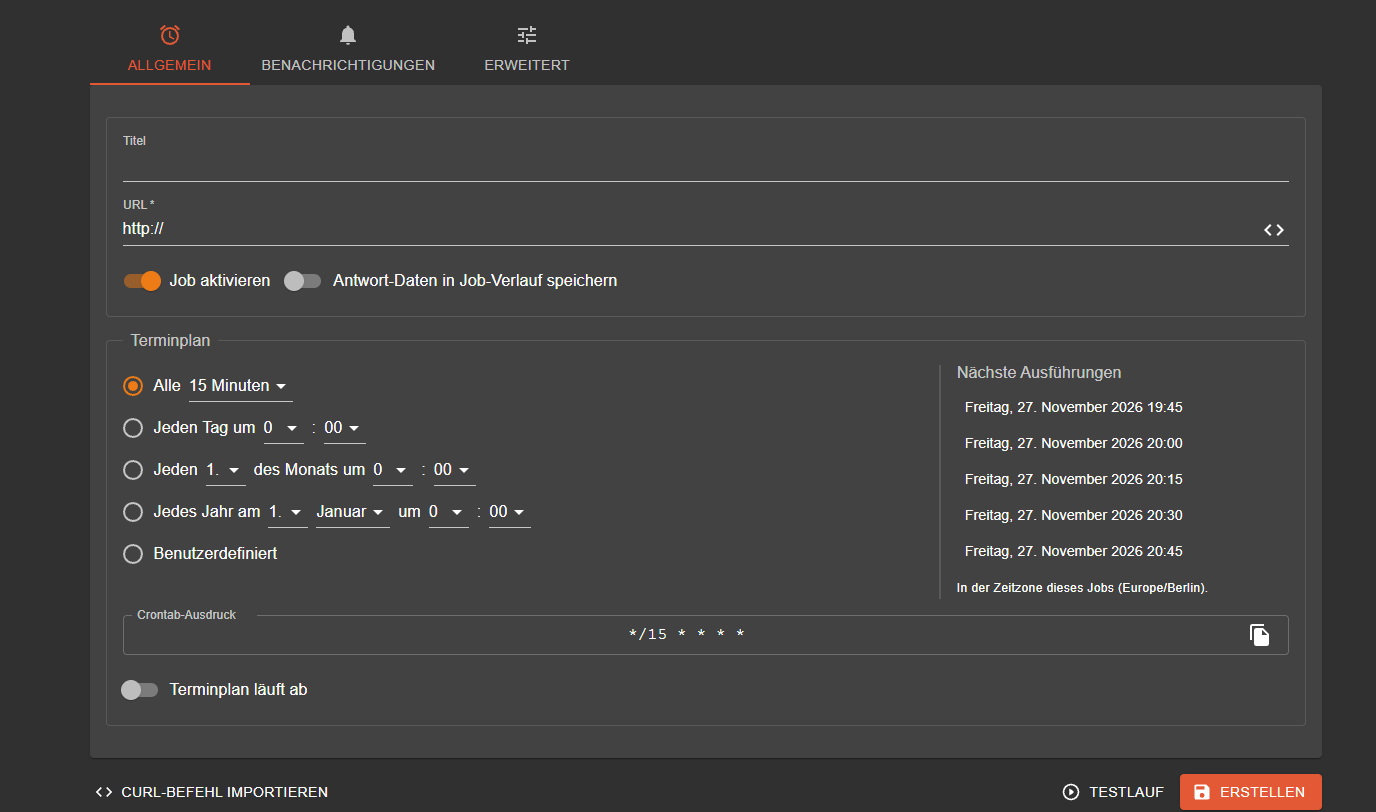 ALLGEMEIN BENACHRICHTIGUNGEN ERWEITERT
Titel
URL *
http://
Job aktivieren Antwort-Daten in Job-Verlauf speichern
Terminplan
Alle 15 Minuten
Jeden Tag um 0 : 00
Jeden 1. des Monats um 0 : 00
Jedes Jahr am 1. Januar um 0 : 00
Benutzerdefiniert
Nächste Ausführungen
Freitag, 27. November 2026 19:45
Freitag, 27. November 2026 20:00
Freitag, 27. November 2026 20:15
Freitag, 27. November 2026 20:30
Freitag, 27. November 2026 20:45
In der Zeitzone dieses Jobs (Europe/Berlin).
Crontab-Ausdruck
*/15 * * * *
Terminplan läuft ab
CURL-BEFEHL IMPORTIEREN TESTLAUF ERSTELLEN